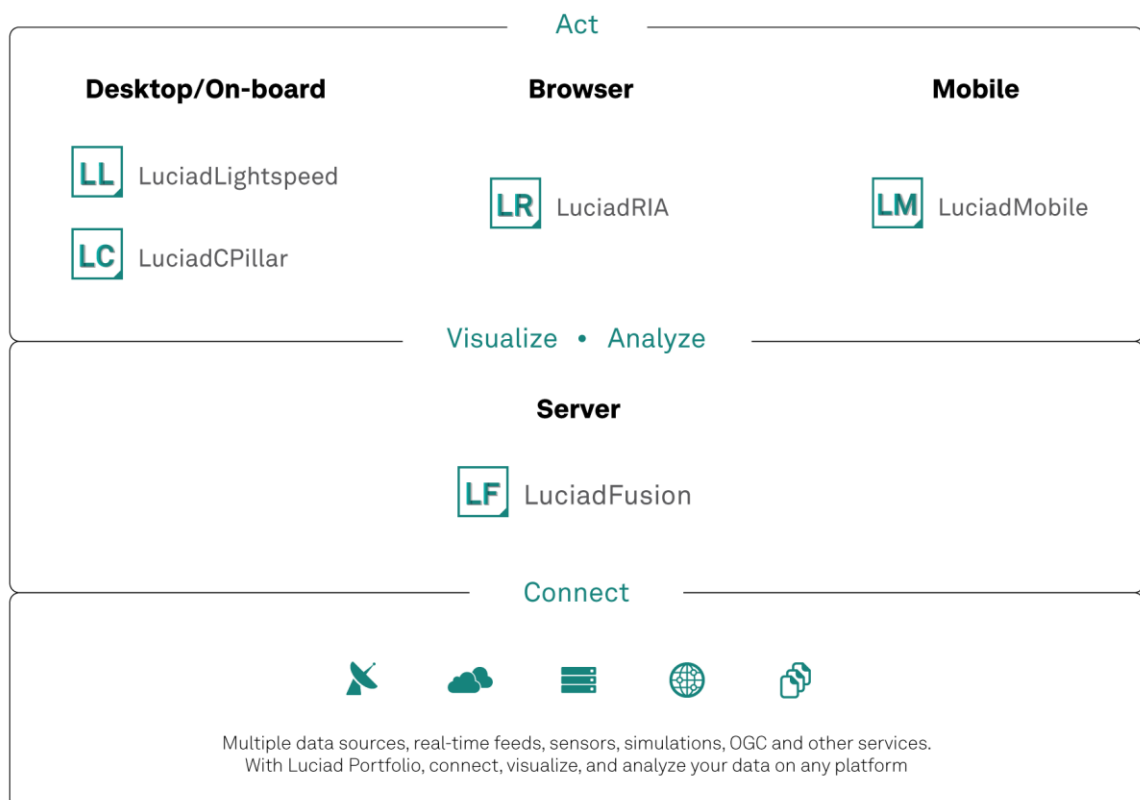 Act
Desktop/On-board
Browser
Mobile
LL LuciadLightspeed
LR LuciadRIA
LM LuciadMobile
LC LuciadCPillar
Visualize • Analyze
Server
LF LuciadFusion
Connect
Multiple data sources, real-time feeds, sensors, simulations, OGC and other services.
With Luciad Portfolio, connect, visualize, and analyze your data on any platform